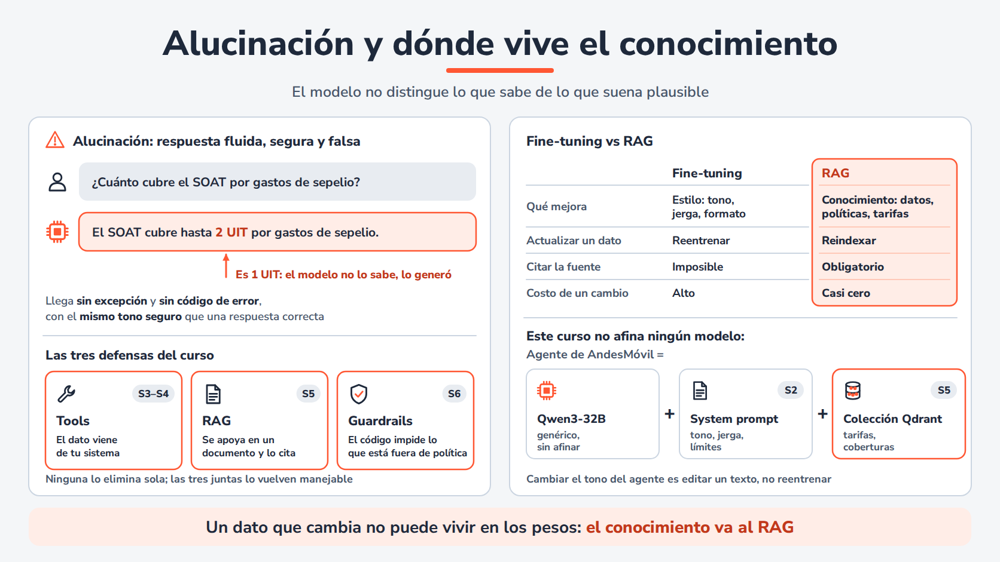 Alucinación y dónde vive el conocimiento
El modelo no distingue lo que sabe de lo que suena plausible
Alucinación: respuesta fluida, segura y falsa
¿Cuánto cubre el SOAT por gastos de sepelio?
El SOAT cubre hasta 2 UIT por gastos de sepelio.
Es 1 UIT: el modelo no lo sabe, lo generó
Llega sin excepción y sin código de error,
con el mismo tono seguro que una respuesta correcta
Las tres defensas del curso
S3–S4
Tools
El dato viene
de tu sistema
S5
RAG
Se apoya en un
documento y lo cita
S6
Guardrails
El código impide lo
que está fuera de política
Ninguna lo elimina sola; las tres juntas lo vuelven manejable
Fine-tuning vs RAG
Fine-tuning RAG
Qué mejora
Estilo: tono,
jerga, formato
Conocimiento: datos,
políticas, tarifas
Actualizar un dato Reentrenar Reindexar
Citar la fuente Imposible Obligatorio
Costo de un cambio Alto Casi cero
Este curso no afina ningún modelo:
Agente de AndesMóvil =
Qwen3-32B
genérico,
sin afinar
+
S2
System prompt
tono, jerga,
límites
+
S5
Colección Qdrant
tarifas,
coberturas
Cambiar el tono del agente es editar un texto, no reentrenar
Un dato que cambia no puede vivir en los pesos: el conocimiento va al RAG